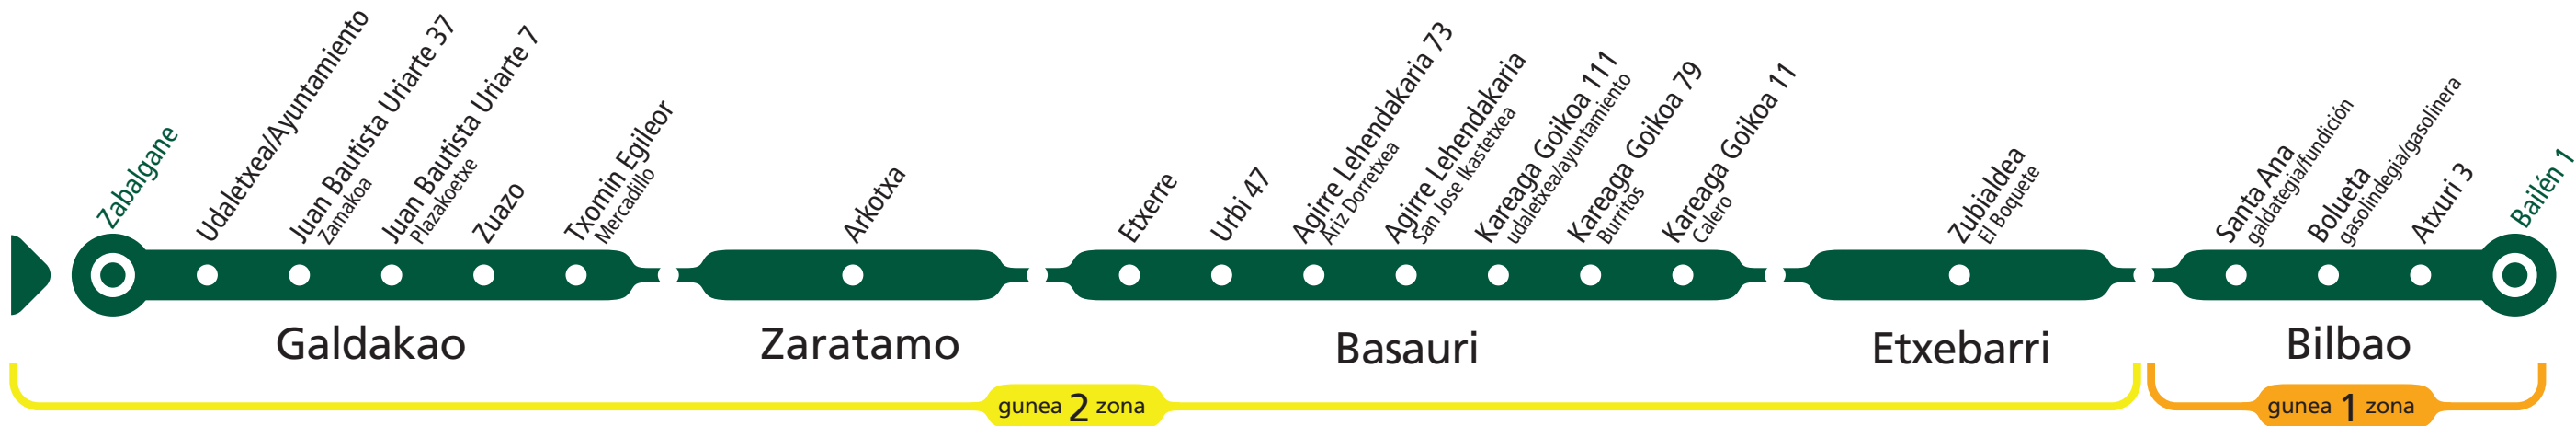 Zabalgane
Udaletxea/Ayuntamiento
Juan Bautista Uriarte 37
Zamakoa
Juan Bautista Uriarte 7
Plazakoetxe
Zuazo
Txomin Egileor
Mercadillo
Arkotxa
Etxerre
Urbi 47
Agirre Lehendakaria 73
Ariz Dorretxea
Agirre Lehendakaria
San Jose Ikastetxea
Kareaga Goikoa 111
udaletxea/ayuntamiento
Kareaga Goikoa 79
Burritos
Kareaga Goikoa 11
Calero
Zubialdea
El Boquete
Santa Ana
galdategia/fundición
Bolueta
gasolindegia/gasolinera
Atxuri 3
Bailén 1
Galdakao
Zaratamo
Basauri
Etxebarri
Bilbao
gunea 2 zona
gunea 1 zona